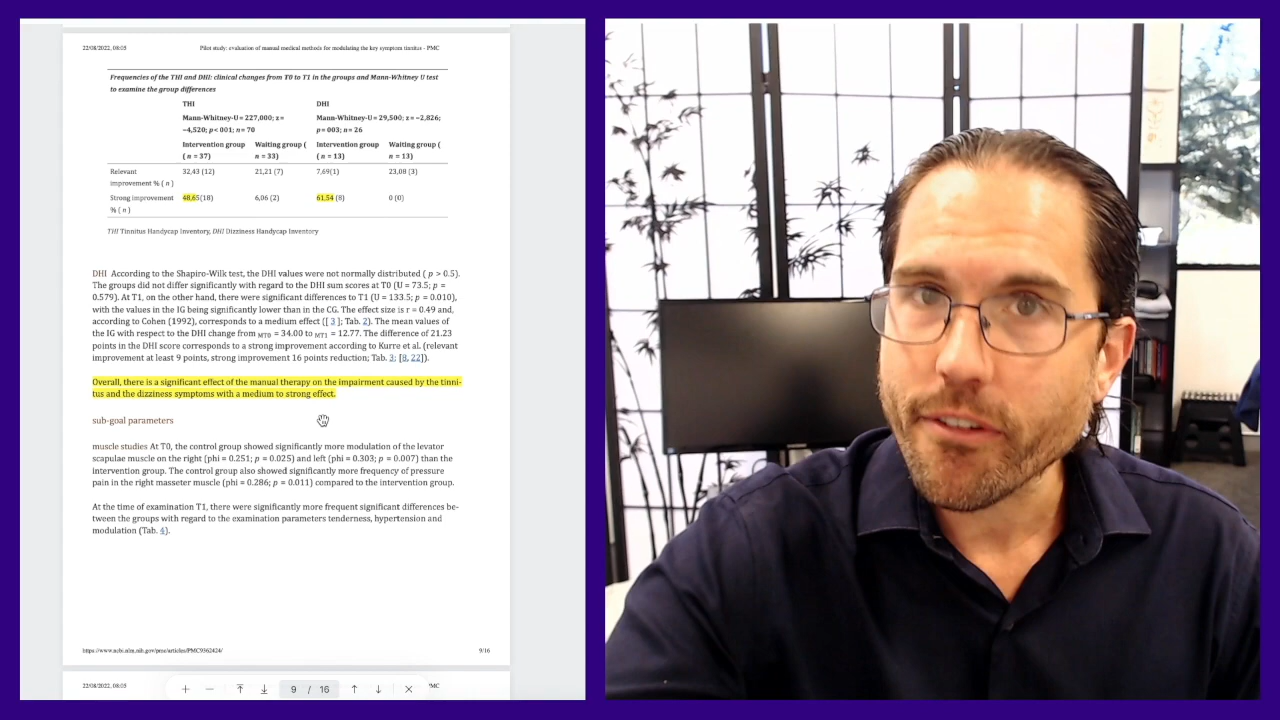 22/08/2022, 08:05 Pilot study: evaluation of manual medical methods for modulating the key symptom tinnitus - PMC
Frequencies of the THI and DHI: clinical changes from T0 to T1 in the groups and Mann-Whitney U test
to examine the group differences
THI DHI
Mann-Whitney-U = 227,000; z = Mann-Whitney-U = 29,500; z = −2,826;
−4,520; p < 001; n = 70 p = 003; n = 26
Intervention group Waiting group ( Intervention group Waiting group (
( n = 37) n = 33) ( n = 13) n = 13)
Relevant 32,43 (12) 21,21 (7) 7,69(1) 23,08 (3)
improvement % ( n )
Strong improvement 48,65(18) 6,06 (2) 61,54 (8) 0 (0)
% ( n )
THI Tinnitus Handycap Inventory, DHI Dizziness Handycap Inventory
DHI According to the Shapiro-Wilk test, the DHI values were not normally distributed ( p > 0.5).
The groups did not differ significantly with regard to the DHI sum scores at T0 (U = 73.5; p =
0.579). At T1, on the other hand, there were significant differences to T1 (U = 133.5; p = 0.010),
with the values in the IG being significantly lower than in the CG. The effect size is r = 0.49 and,
according to Cohen (1992), corresponds to a medium effect ([ 3 ]; Tab. 2). The mean values of
the IG with respect to the DHI change from MT0 = 34.00 to MT1 = 12.77. The difference of 21.23
points in the DHI score corresponds to a strong improvement according to Kurre et al. (relevant
improvement at least 9 points, strong improvement 16 points reduction; Tab. 3; [8, 22]).
Overall, there is a significant effect of the manual therapy on the impairment caused by the tinni-
tus and the dizziness symptoms with a medium to strong effect.
sub-goal parameters
muscle studies At T0, the control group showed significantly more modulation of the levator
scapulae muscle on the right (phi = 0.251; p = 0.025) and left (phi = 0.303; p = 0.007) than the
intervention group. The control group also showed significantly more frequency of pressure
pain in the right masseter muscle (phi = 0.286; p = 0.011) compared to the intervention group.
At the time of examination T1, there were significantly more frequent significant differences be-
tween the groups with regard to the examination parameters tenderness, hypertension and
modulation (Tab. 4).
https://www.ncbi.nlm.nih.gov/pmc/articles/PMC9362424/ 9/16
22/08/2022, 08:05 PMC
9 / 16